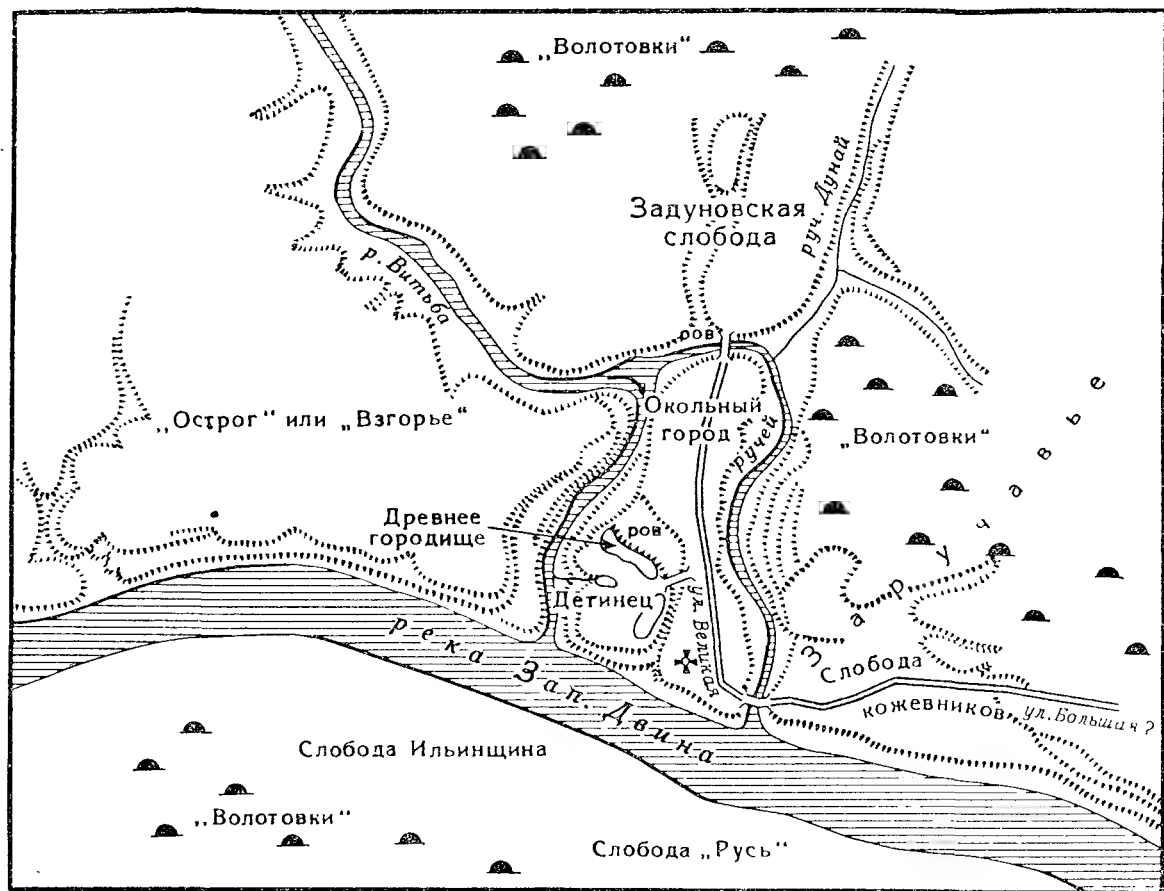 „Волотовки“
Задуновская
слобода
руч. Дунай
р. Витьба
ров
Окольный
город
ручей
„Острог“ или „Взгорье“
„Волотовки“
Заручавье
Древнее
городище
ров
Детинец
ул. Великая
река Зап. Двина
Слобода
кожевников
ул. Большая?
Слобода Ильинщина
„Волотовки“
Слобода „Русь“